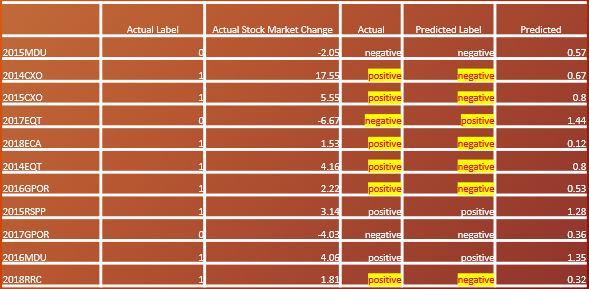 Actual Label Actual Stock Market Change Actual Predicted Label Predicted
2015MDU 0 -2.05 negative negative 0.57
2014CXO 1 17.55 positive negative 0.67
2015CXO 1 5.55 positive negative 0.8
2017EQT 0 -6.67 negative positive 1.44
2018ECA 1 1.53 positive negative 0.12
2014EQT 1 4.16 positive negative 0.8
2016GPOR 1 2.22 positive negative 0.53
2015RSPP 1 3.14 positive positive 1.28
2017GPOR 0 -4.03 negative negative 0.36
2016MDU 1 4.06 positive positive 1.35
2018RRC 1 1.81 positive negative 0.32